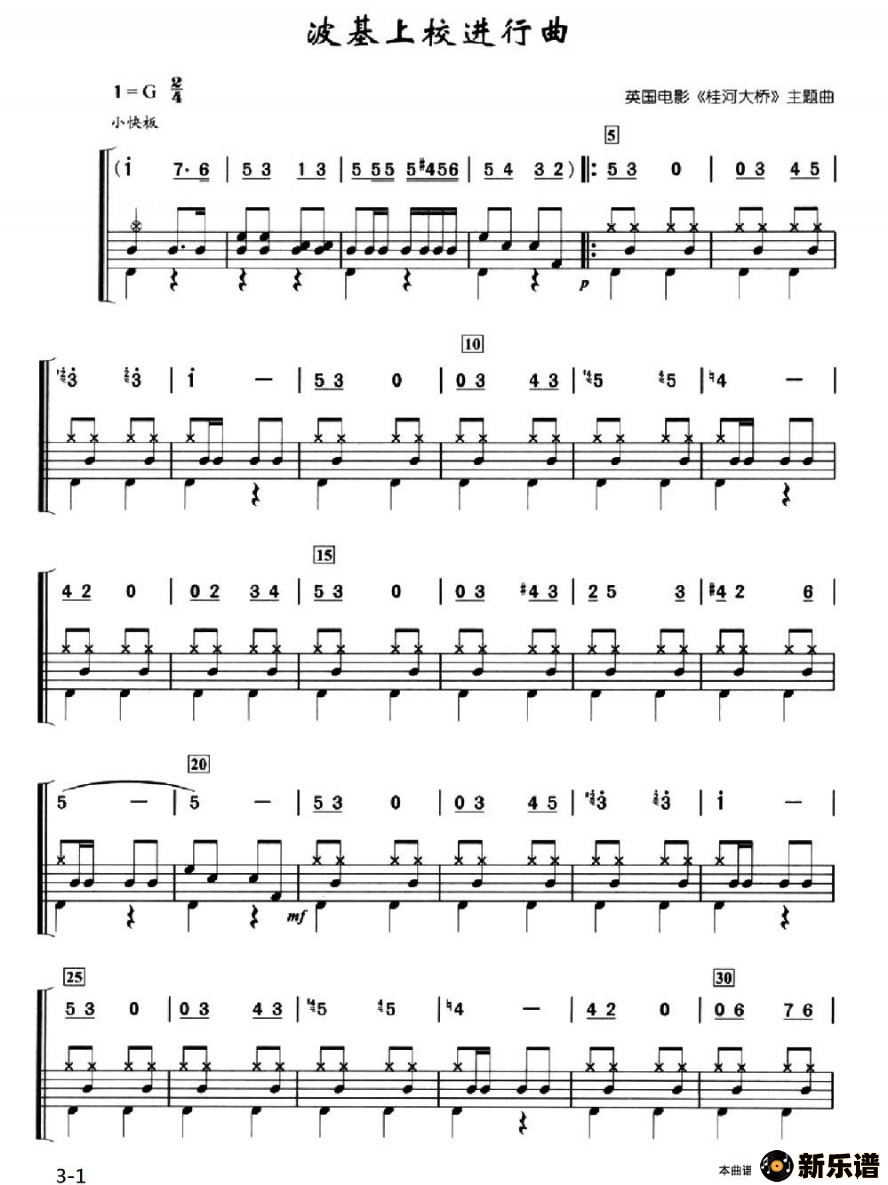 波基上校进行曲
1=G 2/4
英国电影《桂河大桥》主题曲
小快板
5
(i 7· 6 | 5 3 1 3 | 5 5 5 5 #4 5 6 | 5 4 3 2 ) ‖: 5 3 0 | 0 3 4 5 |
p
10
3 3 | i — | 5 3 0 | 0 3 4 3 | 5 5 | ♮4 — |
15
4 2 0 | 0 2 3 4 | 5 3 0 | 0 3 #4 3 | 2 5 3 | #4 2 6 |
20
5 — | 5 — | 5 3 0 | 0 3 4 5 | 3 3 | i — |
mf
25 30
5 3 0 | 0 3 4 3 | 5 5 | ♮4 — | 4 2 0 | 0 6 7 6 |
3-1
本曲谱
新乐谱